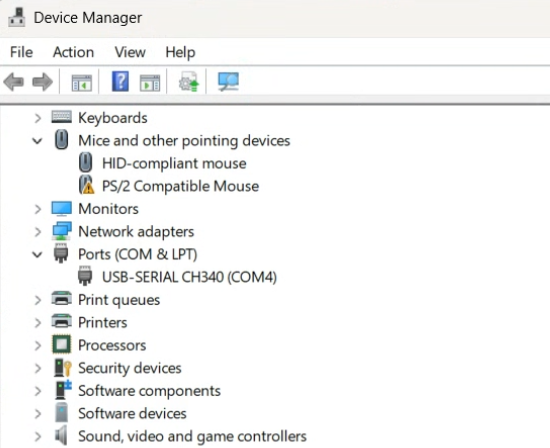 Device Manager
File Action View Help
Keyboards
Mice and other pointing devices
HID-compliant mouse
PS/2 Compatible Mouse
Monitors
Network adapters
Ports (COM & LPT)
USB-SERIAL CH340 (COM4)
Print queues
Printers
Processors
Security devices
Software components
Software devices
Sound, video and game controllers